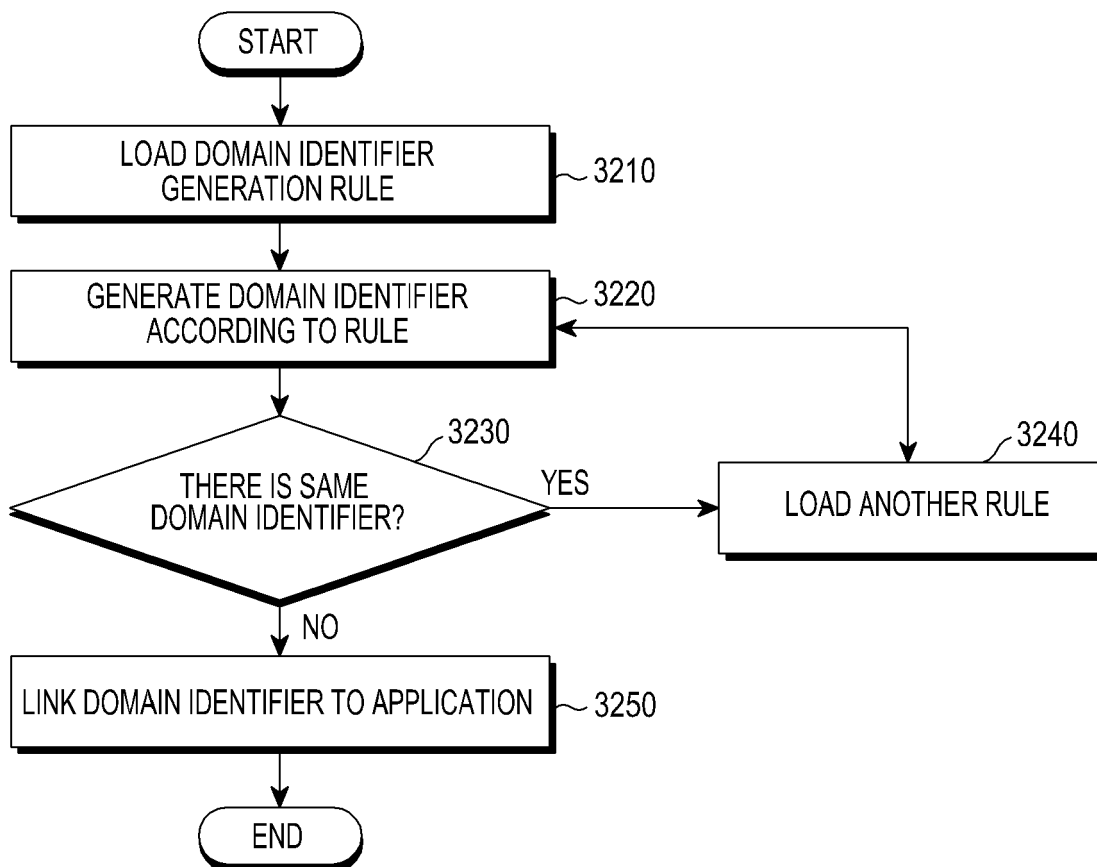 START
LOAD DOMAIN IDENTIFIER
GENERATION RULE
3210
GENERATE DOMAIN IDENTIFIER
ACCORDING TO RULE
3220
THERE IS SAME
DOMAIN IDENTIFIER?
3230
YES
LOAD ANOTHER RULE
3240
NO
LINK DOMAIN IDENTIFIER TO APPLICATION
3250
END